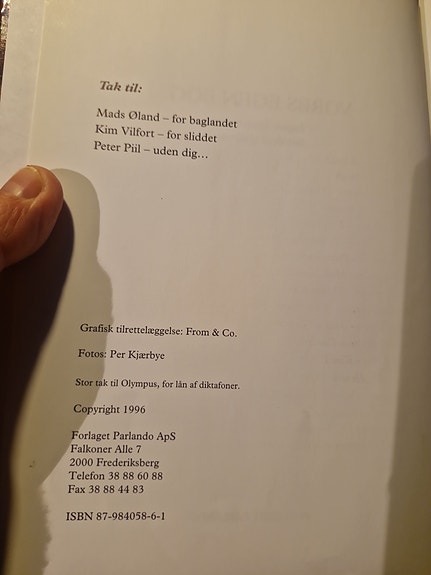 Tak til:
Mads Øland – for baglandet
Kim Vilfort – for sliddet
Peter Piil – uden dig...
Grafisk tilrettelæggelse: From & Co.
Fotos: Per Kjærbye
Stor tak til Olympus, for lån af diktafoner.
Copyright 1996
Forlaget Parlando ApS
Falkoner Alle 7
2000 Frederiksberg
Telefon 38 88 60 88
Fax 38 88 44 83
ISBN 87-984058-6-1